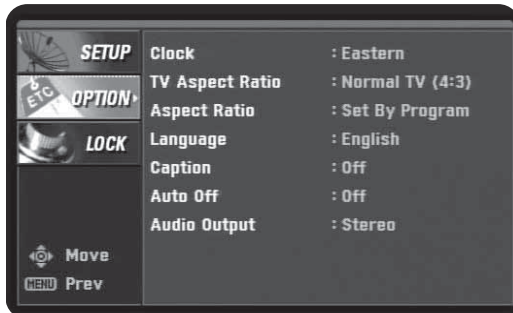 SETUP
ETC OPTION
LOCK
Move
MENU Prev
Clock : Eastern
TV Aspect Ratio : Normal TV (4:3)
Aspect Ratio : Set By Program
Language : English
Caption : Off
Auto Off : Off
Audio Output : Stereo